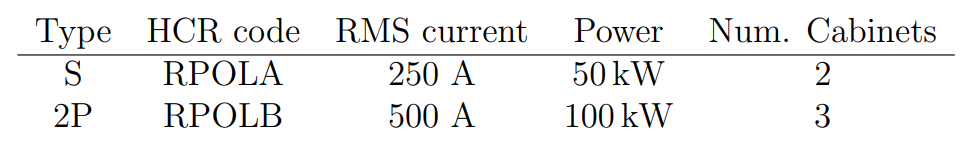 Type HCR code RMS current Power Num. Cabinets
S RPOLA 250 A 50 kW 2
2P RPOLB 500 A 100 kW 3